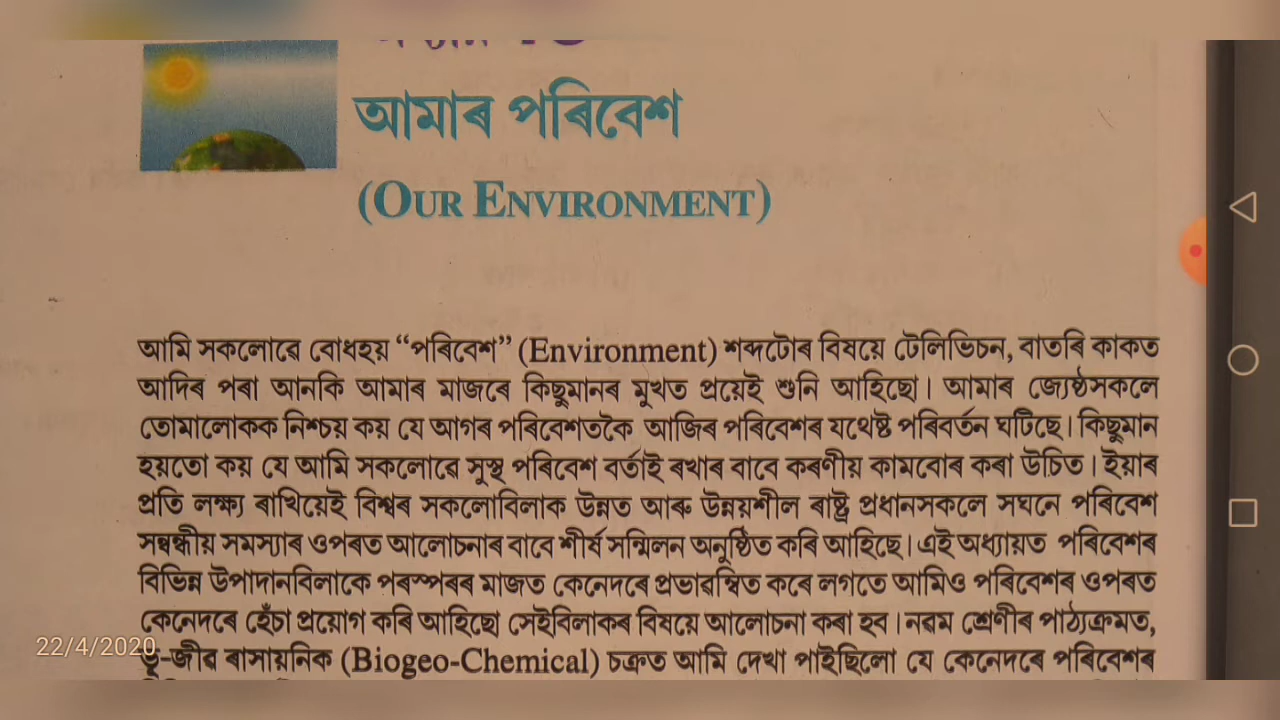 আমাৰ পৰিবেশ
(OUR ENVIRONMENT)
আমি সকলোৱে বোধহয় “পৰিবেশ” (Environment) শব্দটোৰ বিষয়ে টেলিভিচন, বাতৰি কাকত
আদিৰ পৰা আনকি আমাৰ মাজৰে কিছুমানৰ মুখত প্ৰয়েই শুনি আহিছো। আমাৰ জ্যেষ্ঠসকলে
তোমালোকক নিশ্চয় কয় যে আগৰ পৰিবেশতকৈ আজিৰ পৰিবেশৰ যথেষ্ট পৰিবৰ্তন ঘটিছে। কিছুমান
হয়তো কয় যে আমি সকলোৱে সুস্থ পৰিবেশ বৰ্তাই ৰখাৰ বাবে কৰণীয় কামবোৰ কৰা উচিত। ইয়াৰ
প্ৰতি লক্ষ্য ৰাখিয়েই বিশ্বৰ সকলোবিলাক উন্নত আৰু উন্নয়শীল ৰাষ্ট্ৰ প্ৰধানসকলে সঘনে পৰিবেশ
সম্বন্ধীয় সমস্যাৰ ওপৰত আলোচনাৰ বাবে শীৰ্ষ সন্মিলন অনুষ্ঠিত কৰি আহিছে। এই অধ্যায়ত পৰিবেশৰ
বিভিন্ন উপাদানবিলাকে পৰস্পৰৰ মাজত কেনেদৰে প্ৰভাৱান্বিত কৰে লগতে আমিও পৰিবেশৰ ওপৰত
কেনেদৰে হেঁচা প্ৰয়োগ কৰি আহিছো সেইবিলাকৰ বিষয়ে আলোচনা কৰা হব। নৱম শ্ৰেণীৰ পাঠ্যক্ৰমত,
ভূ-জীৱ ৰাসায়নিক (Biogeo-Chemical) চক্ৰত আমি দেখা পাইছিলো যে কেনেদৰে পৰিবেশৰ
22/4/2020